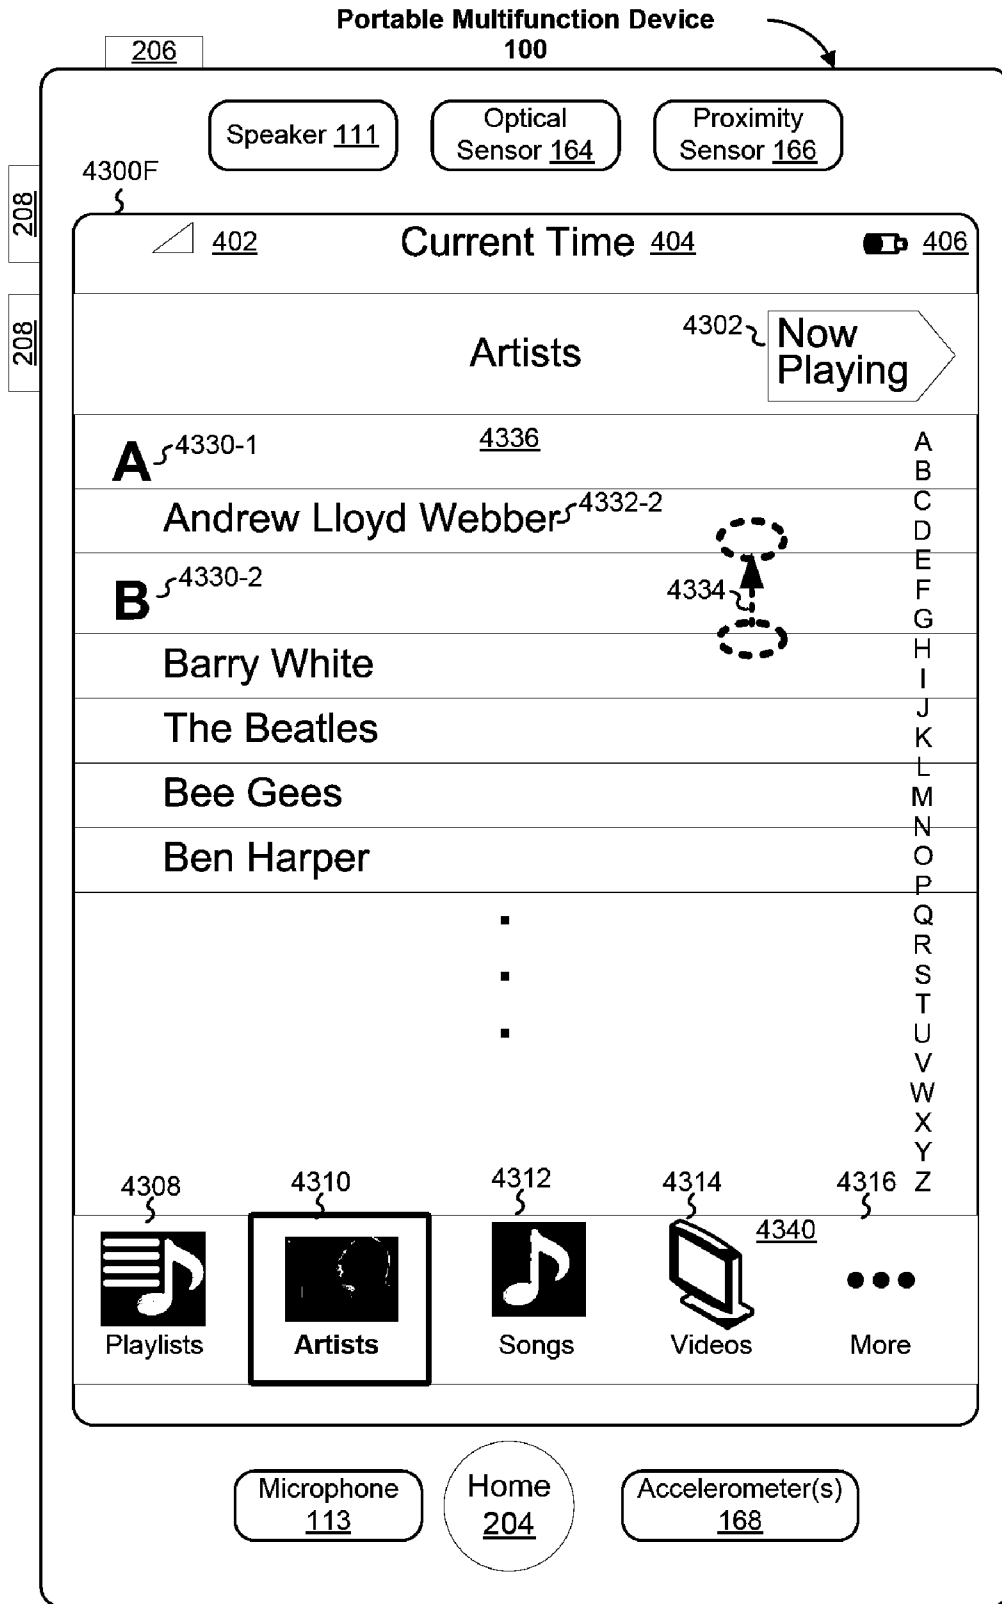 Portable Multifunction Device
100
206
Speaker 111
Optical
Sensor 164
Proximity
Sensor 166
4300F
208
208
402
Current Time 404
406
Artists
4302
Now
Playing
A
4330-1
4336
Andrew Lloyd Webber
4332-2
B
4330-2
4334
Barry White
The Beatles
Bee Gees
Ben Harper
A
B
C
D
E
F
G
H
I
J
K
L
M
N
O
P
Q
R
S
T
U
V
W
X
Y
Z
4308
4310
4312
4314
4316
4340
Playlists
Artists
Songs
Videos
More
Microphone
113
Home
204
Accelerometer(s)
168